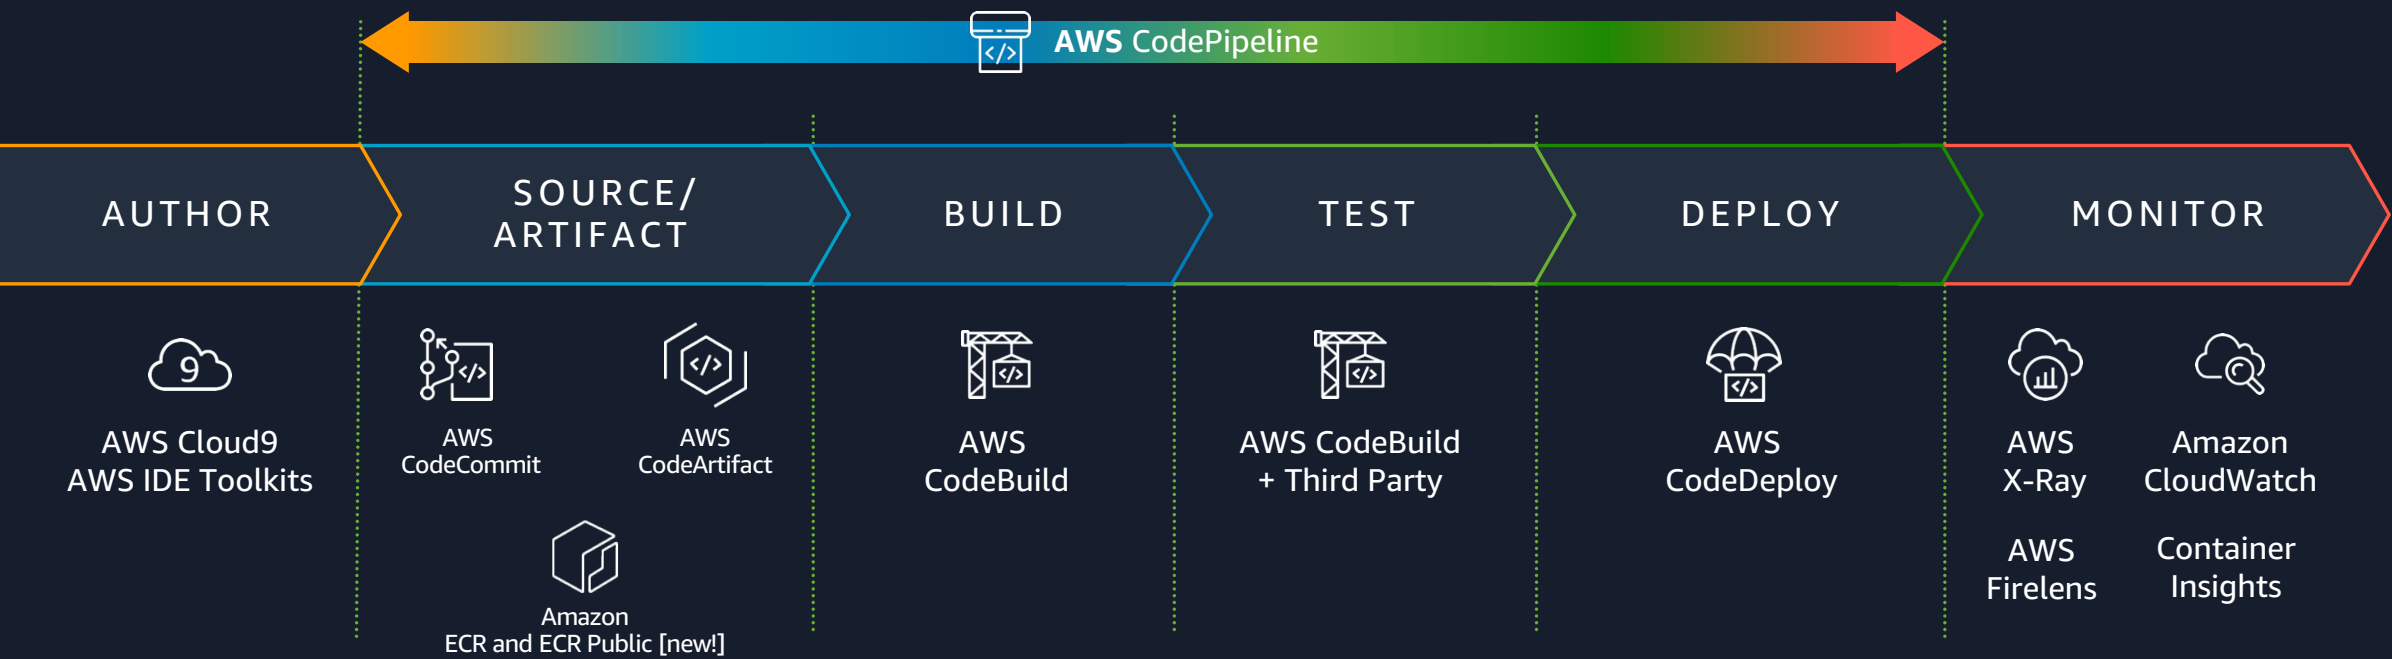 AWS CodePipeline
AUTHOR
SOURCE/
ARTIFACT
BUILD
TEST
DEPLOY
MONITOR
9
AWS Cloud9
AWS IDE Toolkits
</>
AWS
CodeCommit
</>
AWS
CodeArtifact
Amazon
ECR and ECR Public [new!]
</>
AWS
CodeBuild
</>
AWS CodeBuild
+ Third Party
</>
AWS
CodeDeploy
AWS
X-Ray
Amazon
CloudWatch
AWS
Firelens
Container
Insights